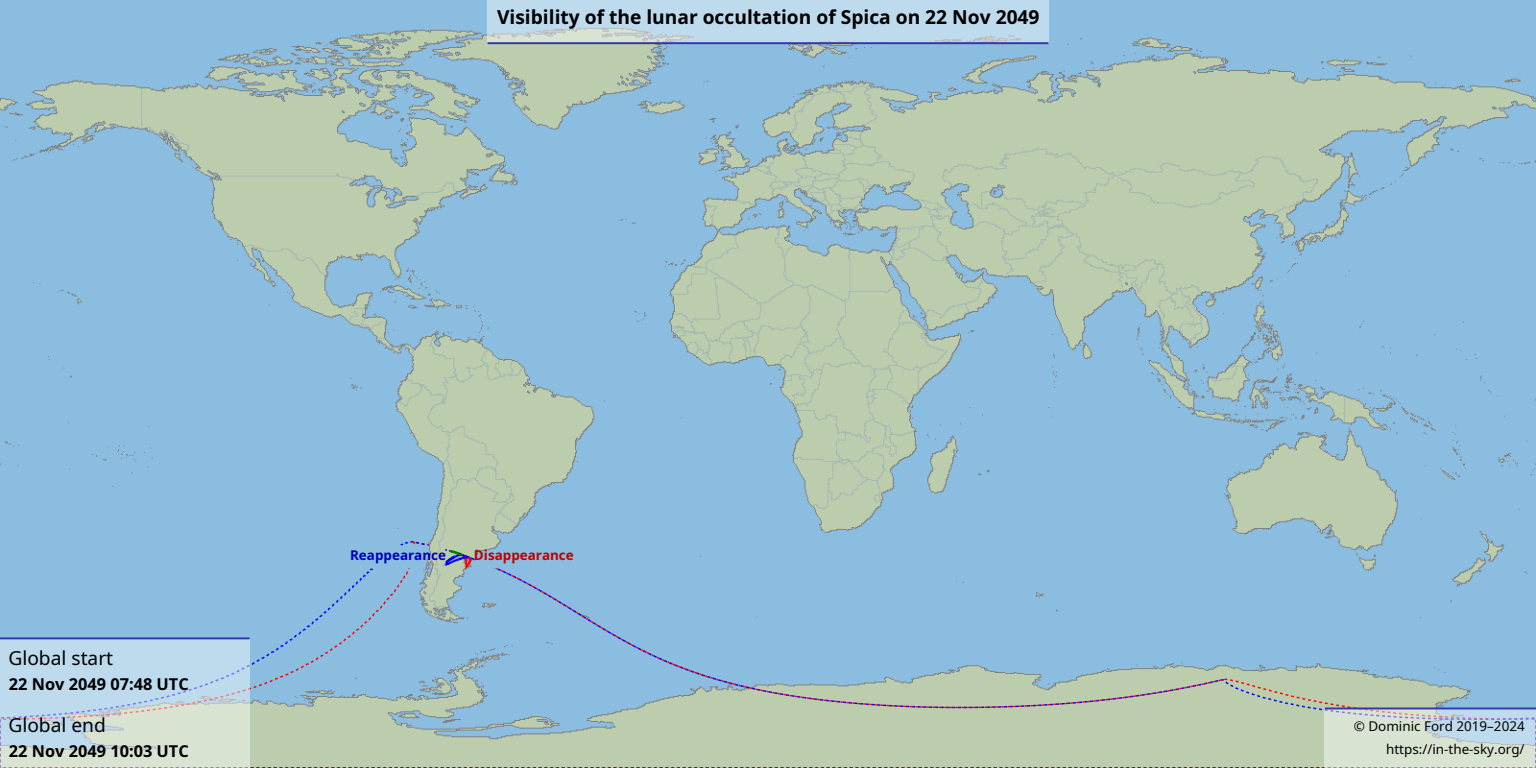 Visibility of the lunar occultation of Spica on 22 Nov 2049
Reappearance
Disappearance
Global start
22 Nov 2049 07:48 UTC
Global end
22 Nov 2049 10:03 UTC
© Dominic Ford 2019–2024
https://in-the-sky.org/